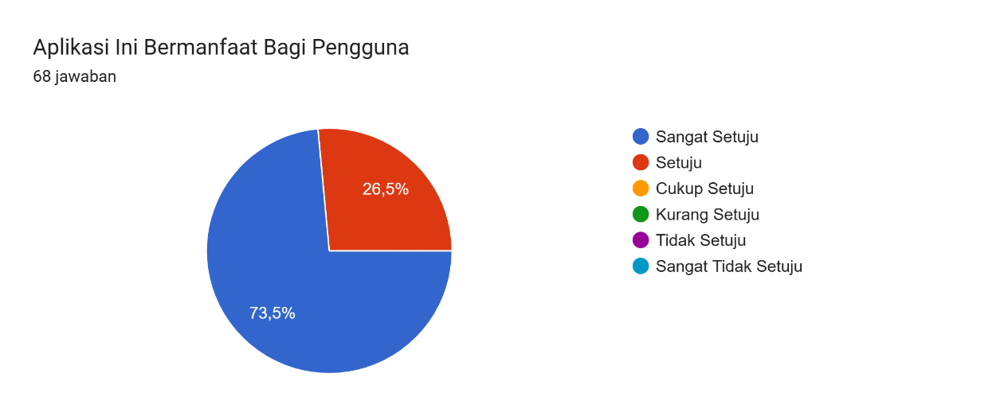 Aplikasi Ini Bermanfaat Bagi Pengguna
68 jawaban
26,5%
73,5%
Sangat Setuju
Setuju
Cukup Setuju
Kurang Setuju
Tidak Setuju
Sangat Tidak Setuju